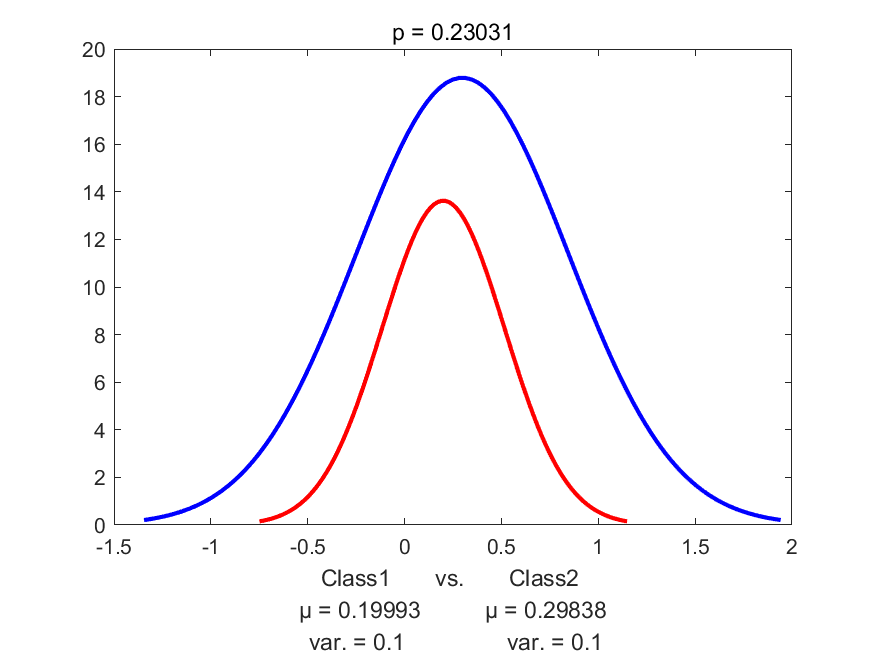 p = 0.23031
20
18
16
14
12
10
8
6
4
2
0
-1.5 -1 -0.5 0 0.5 1 1.5 2
Class1 vs. Class2
μ = 0.19993 μ = 0.29838
var. = 0.1 var. = 0.1